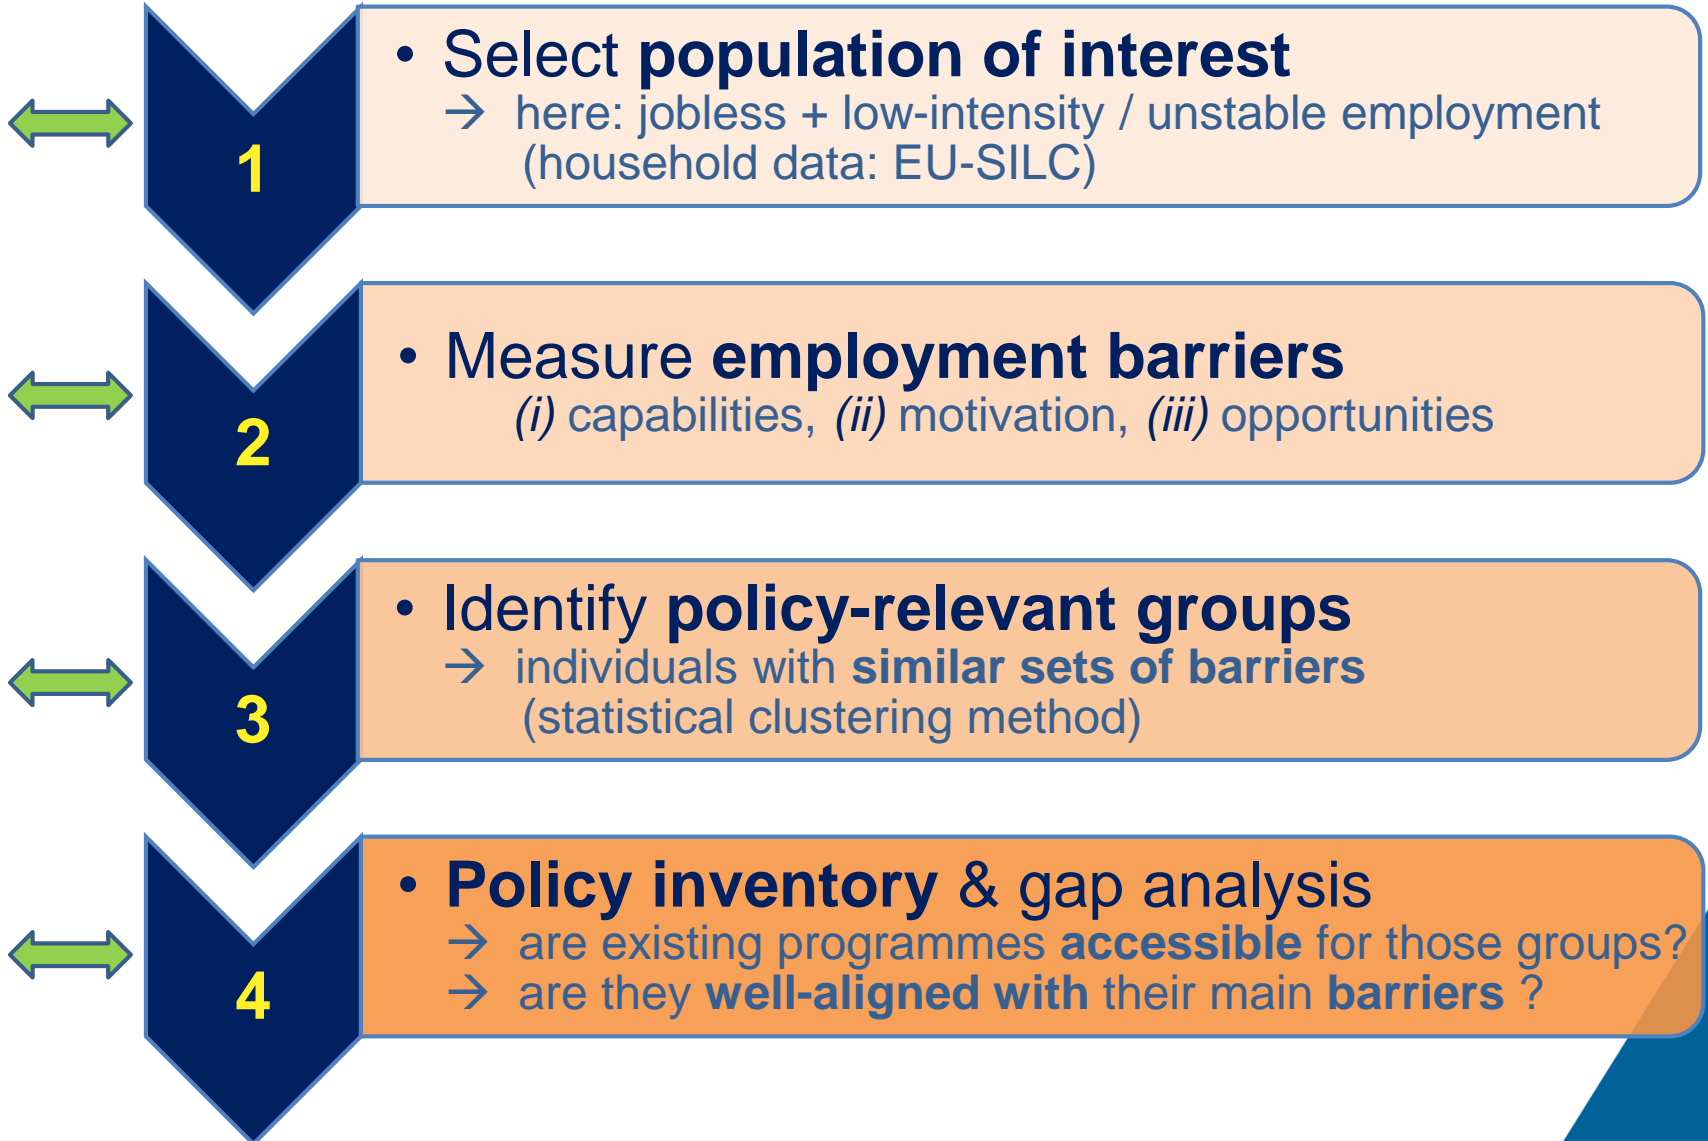 1
• Select population of interest
→ here: jobless + low-intensity / unstable employment
(household data: EU-SILC)
2
• Measure employment barriers
(i) capabilities, (ii) motivation, (iii) opportunities
3
• Identify policy-relevant groups
→ individuals with similar sets of barriers
(statistical clustering method)
4
• Policy inventory & gap analysis
→ are existing programmes accessible for those groups?
→ are they well-aligned with their main barriers ?